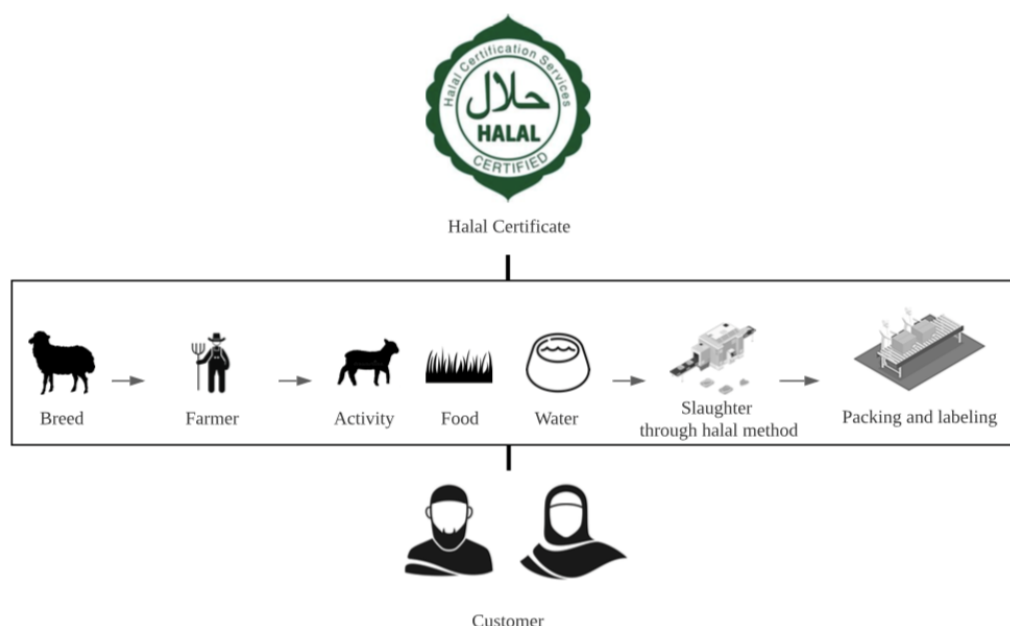 Halal Certification Services
حلال
HALAL
CERTIFIED
Halal Certificate
Breed
Farmer
Activity
Food
Water
Slaughter
through halal method
Packing and labeling
Customer